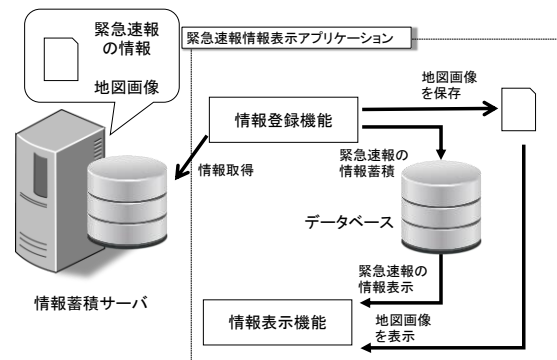 緊急速報
の情報
地図画像
緊急速報情報表示アプリケーション
地図画像
を保存
情報登録機能
情報取得
緊急速報の
情報蓄積
データベース
緊急速報の
情報表示
情報蓄積サーバ
情報表示機能
地図画像
を表示